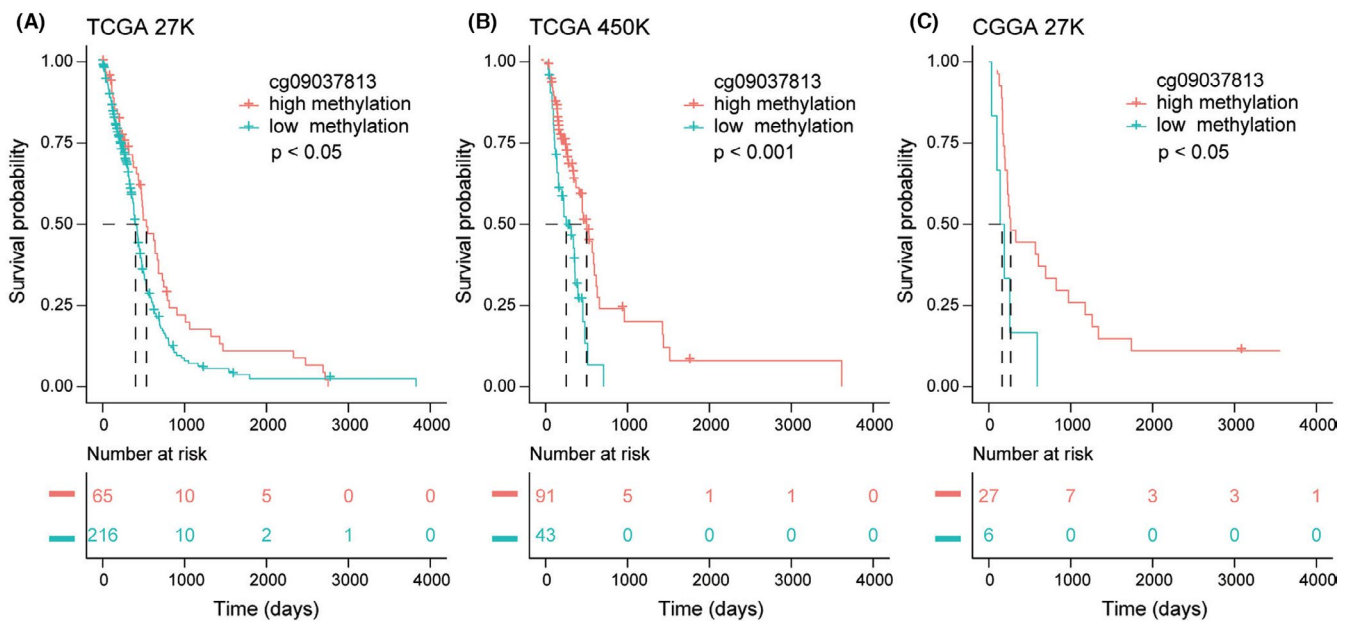 (A) TCGA 27K
1.00
0.75
0.50
0.25
0.00
Survival probability
cg09037813
high methylation
low methylation
p < 0.05
0 1000 2000 3000 4000
Number at risk
65 10 5 0 0
216 10 2 1 0
0 1000 2000 3000 4000
Time (days)
(B) TCGA 450K
1.00
0.75
0.50
0.25
0.00
Survival probability
cg09037813
high methylation
low methylation
p < 0.001
0 1000 2000 3000 4000
Number at risk
91 5 1 1 0
43 0 0 0 0
0 1000 2000 3000 4000
Time (days)
(C) CGGA 27K
1.00
0.75
0.50
0.25
0.00
Survival probability
cg09037813
high methylation
low methylation
p < 0.05
0 1000 2000 3000 4000
Number at risk
27 7 3 3 1
6 0 0 0 0
0 1000 2000 3000 4000
Time (days)